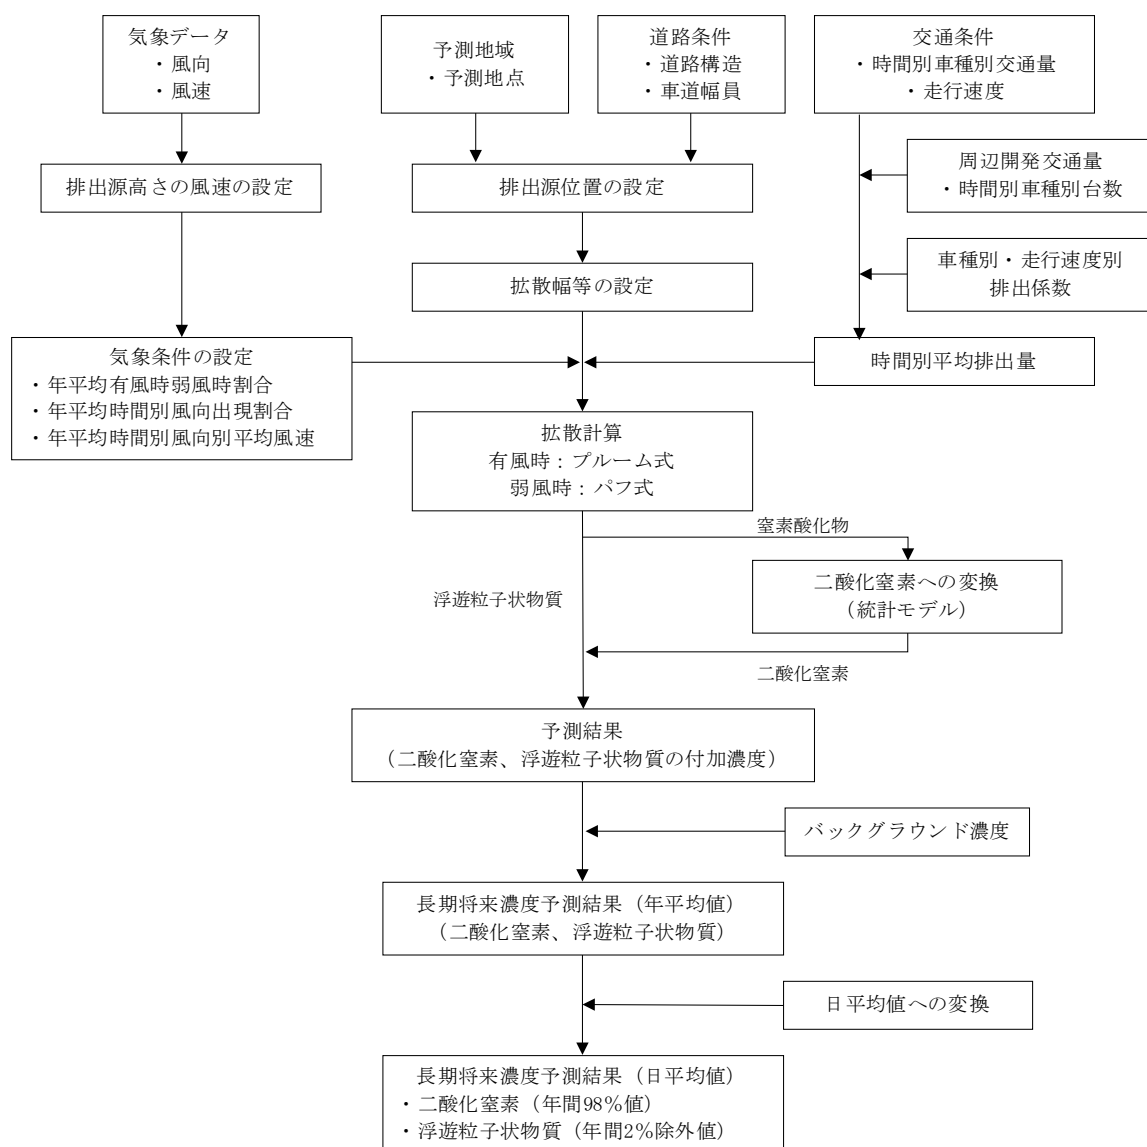 気象データ
・風向
・風速
予測地域
・予測地点
道路条件
・道路構造
・車道幅員
交通条件
・時間別車種別交通量
・走行速度
周辺開発交通量
・時間別車種別台数
排出源高さの風速の設定
排出源位置の設定
車種別・走行速度別
排出係数
拡散幅等の設定
気象条件の設定
・年平均有風時弱風時割合
・年平均時間別風向出現割合
・年平均時間別風向別平均風速
時間別平均排出量
拡散計算
有風時：プルーム式
弱風時：パフ式
窒素酸化物
浮遊粒子状物質
二酸化窒素への変換
（統計モデル）
二酸化窒素
予測結果
（二酸化窒素、浮遊粒子状物質の付加濃度）
バックグラウンド濃度
長期将来濃度予測結果（年平均値）
（二酸化窒素、浮遊粒子状物質）
日平均値への変換
長期将来濃度予測結果（日平均値）
・二酸化窒素（年間98％値）
・浮遊粒子状物質（年間2％除外値）